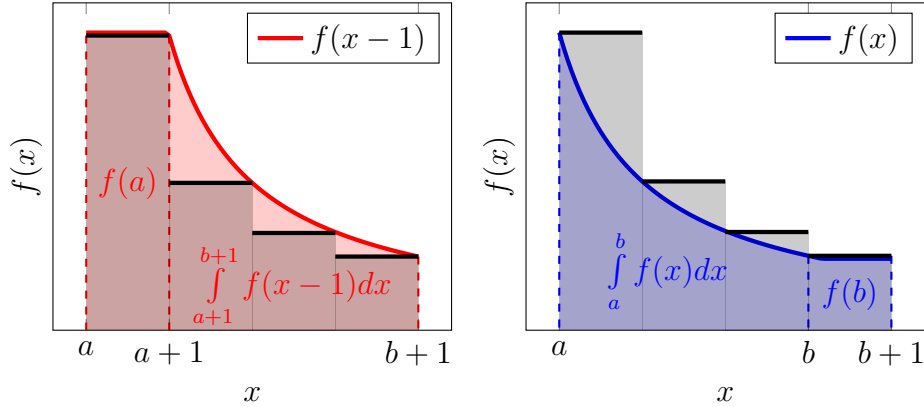 f(x − 1)
f(x)
f(a)
∫_{a+1}^{b+1} f(x − 1)dx
a
a + 1
b + 1
x
f(x)
f(x)
∫_{a}^{b} f(x)dx
f(b)
a
b
b + 1
x